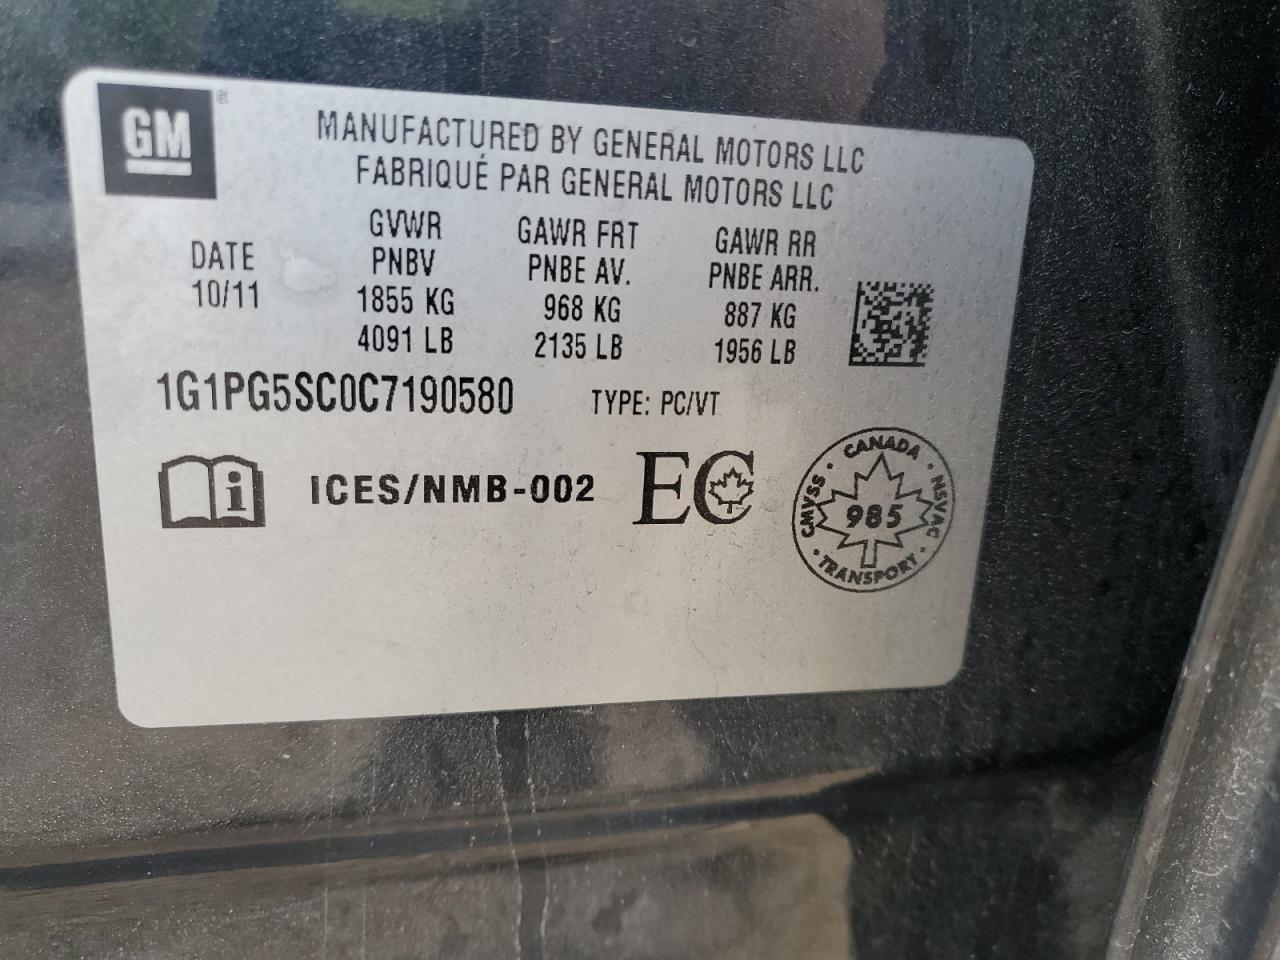 GM®
MANUFACTURED BY GENERAL MOTORS LLC
FABRIQUÉ PAR GENERAL MOTORS LLC
DATE
10/11
GVWR
PNBV
1855 KG
4091 LB
GAWR FRT
PNBE AV.
968 KG
2135 LB
GAWR RR
PNBE ARR.
887 KG
1956 LB
1G1PG5SC0C7190580 TYPE: PC/VT
i
ICES/NMB-002
EC
CANADA · NSVAC · TRANSPORT · CMVSS ·
985